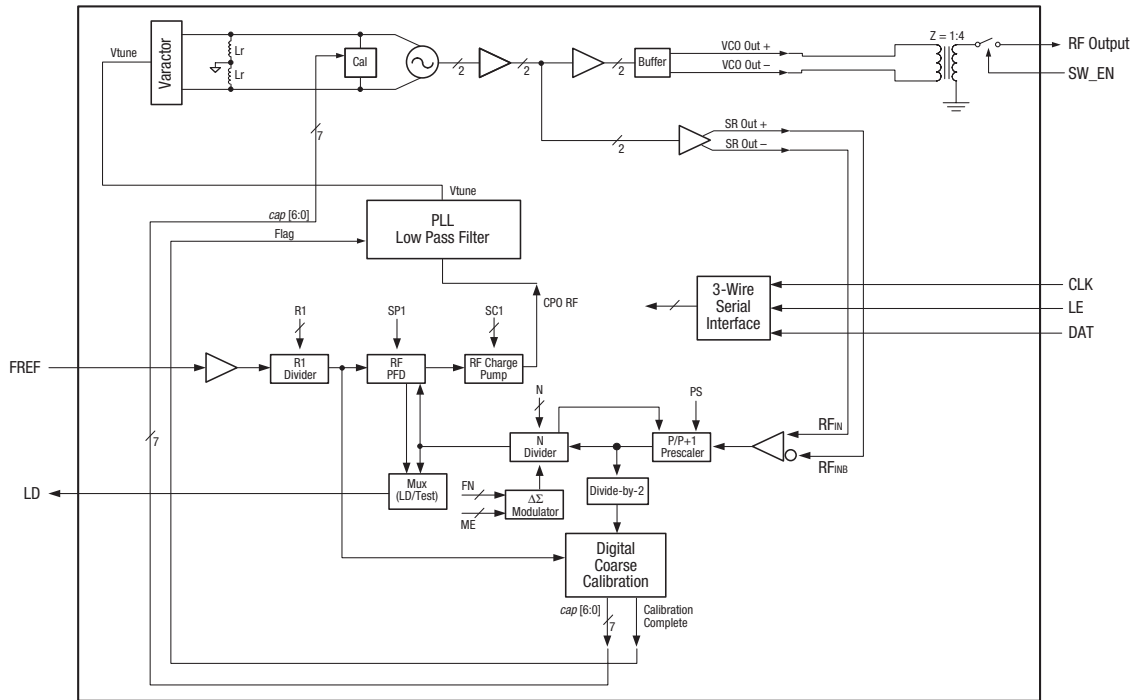 Vtune
Varactor
Lr
Lr
Cal
2
2
2
Buffer
VCO Out +
VCO Out –
Z = 1:4
RF Output
SW_EN
7
2
SR Out +
SR Out –
Vtune
cap [6:0]
Flag
PLL
Low Pass Filter
CPO RF
3-Wire
Serial
Interface
CLK
LE
DAT
R1
SP1
SC1
FREF
R1
Divider
RF
PFD
RF Charge
Pump
N
PS
7
N
Divider
P/P+1
Prescaler
RFIN
RFINB
LD
Mux
(LD/Test)
FN
ME
ΔΣ
Modulator
Divide-by-2
Digital
Coarse
Calibration
cap [6:0]
7
Calibration
Complete